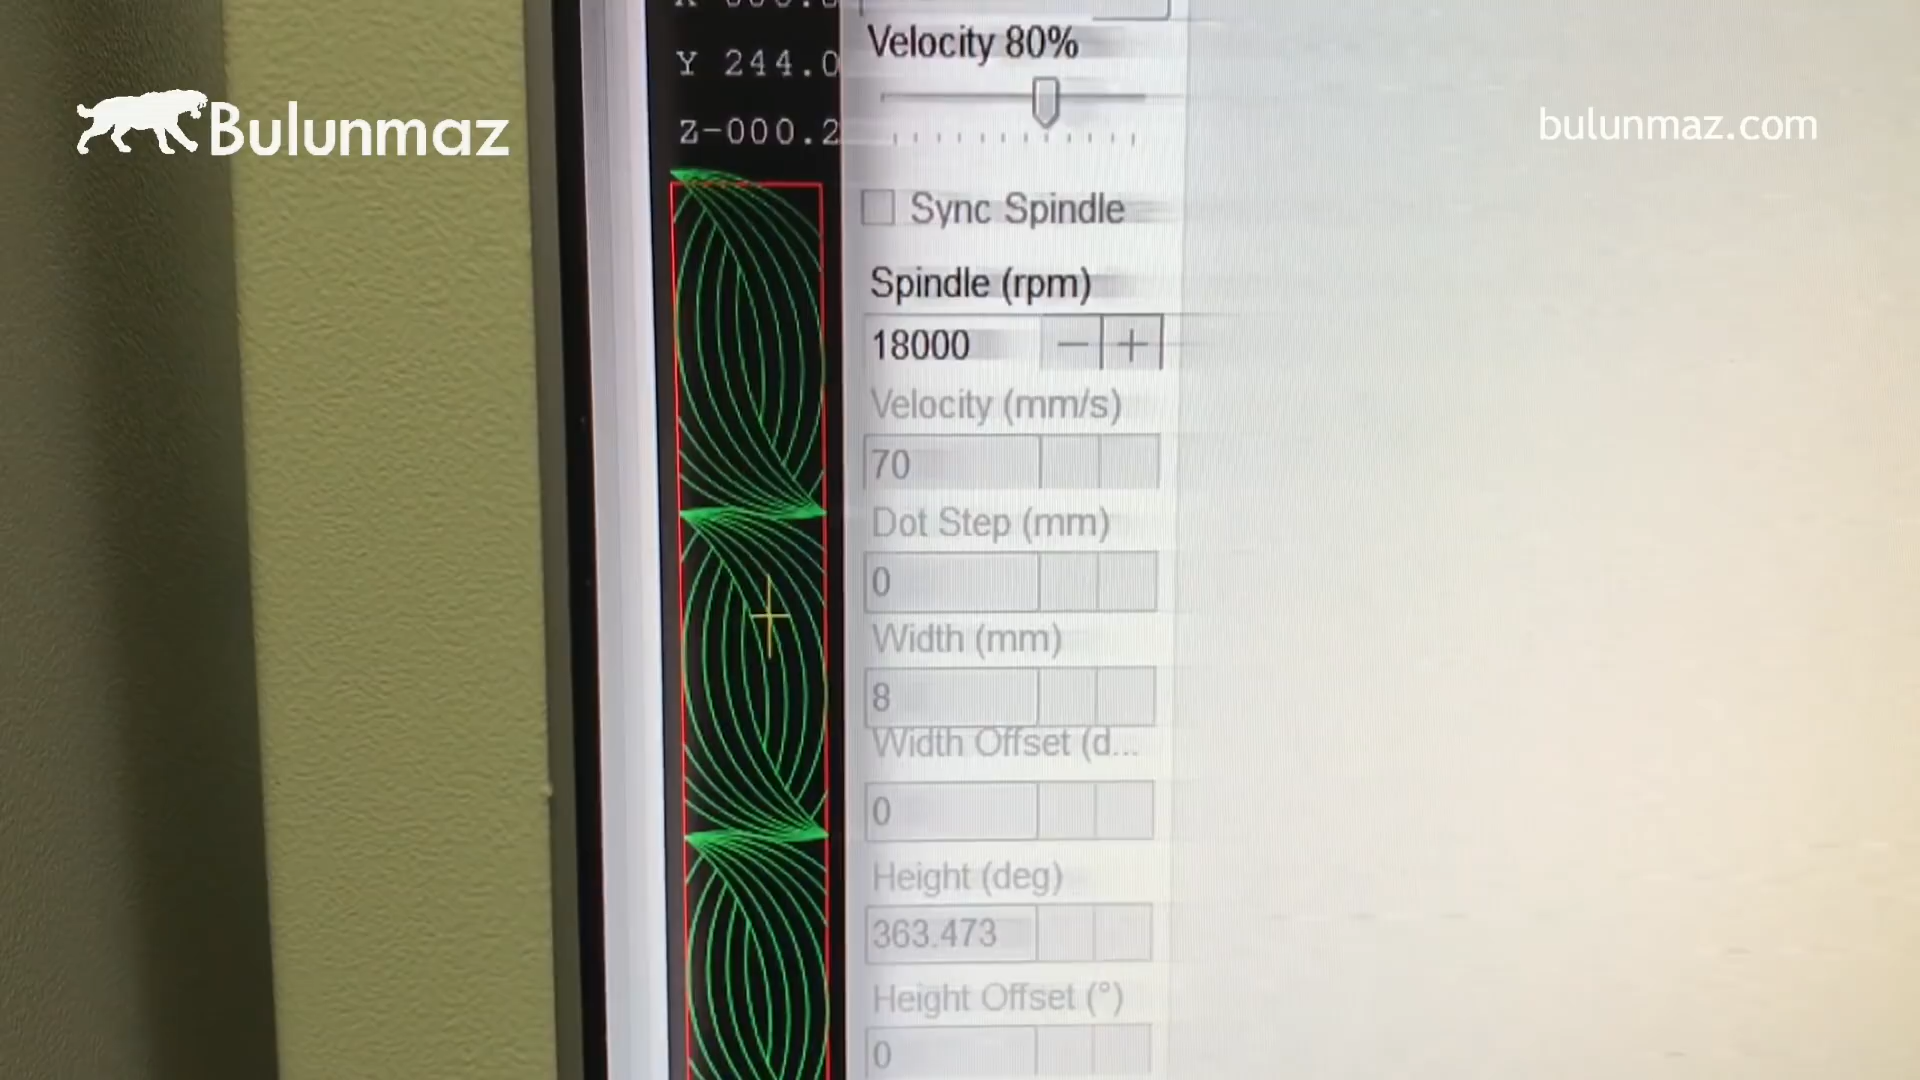 Velocity 80%
Y 244.0
Z-000.2
Bulunmaz
bulunmaz.com
Sync Spindle
Spindle (rpm)
18000
Velocity (mm/s)
70
Dot Step (mm)
0
Width (mm)
8
Width Offset (d...
0
Height (deg)
363.473
Height Offset (°)
0